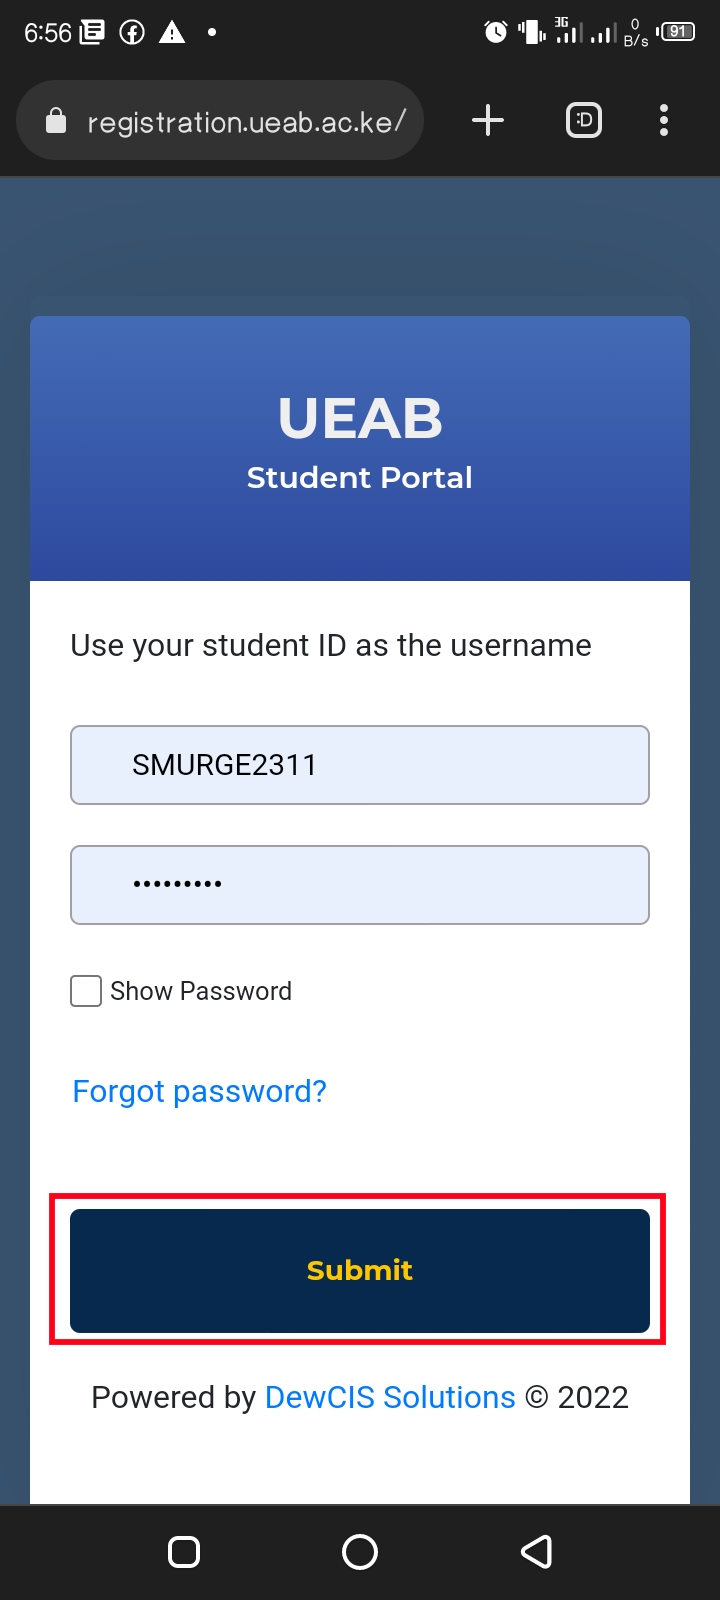 6:56
3G
0
B/s
91
registration.ueab.ac.ke/
:D
UEAB
Student Portal
Use your student ID as the username
SMURGE2311
•••••••••
Show Password
Forgot password?
Submit
Powered by DewCIS Solutions © 2022